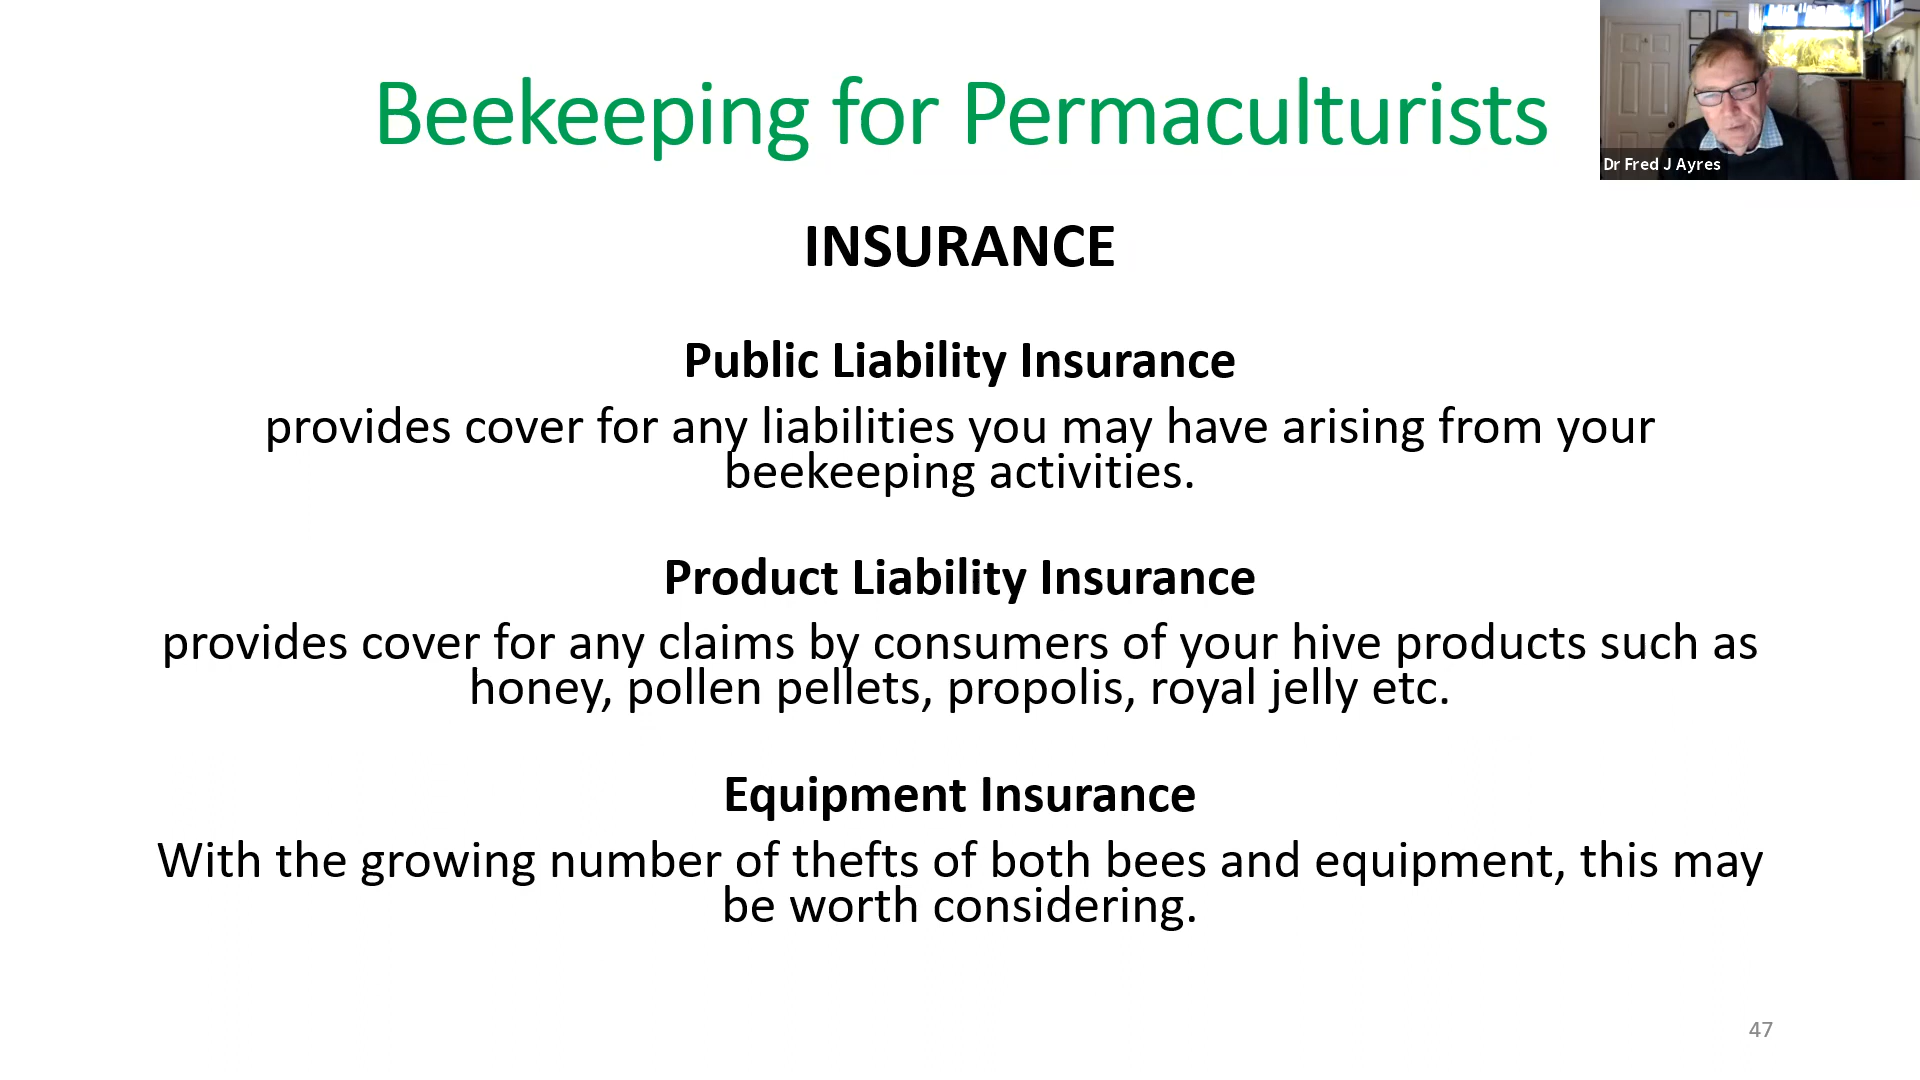 Beekeeping for Permaculturists
Dr Fred J Ayres
INSURANCE
Public Liability Insurance
provides cover for any liabilities you may have arising from your
beekeeping activities.
Product Liability Insurance
provides cover for any claims by consumers of your hive products such as
honey, pollen pellets, propolis, royal jelly etc.
Equipment Insurance
With the growing number of thefts of both bees and equipment, this may
be worth considering.
47